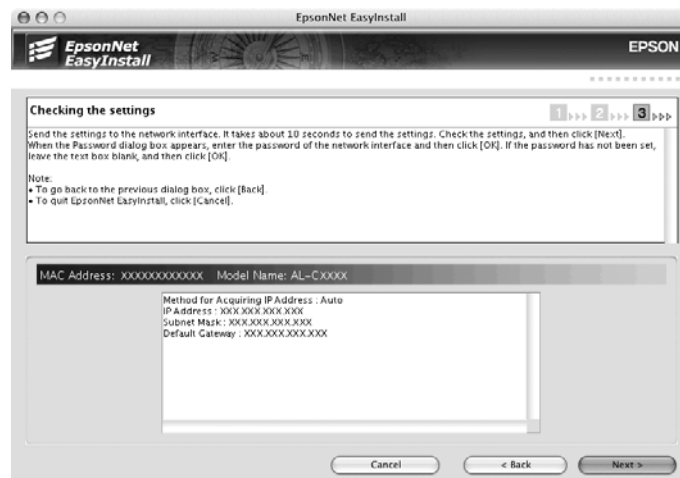 EpsonNet EasyInstall
EpsonNet
EasyInstall
EPSON
Checking the settings
1 2 3
Send the settings to the network interface. It takes about 10 seconds to send the settings. Check the settings, and then click [Next].
When the Password dialog box appears, enter the password of the network interface and then click [OK]. If the password has not been set,
leave the text box blank, and then click [OK].
Note:
• To go back to the previous dialog box, click [Back].
• To quit EpsonNet EasyInstall, click [Cancel].
MAC Address: XXXXXXXXXXXX Model Name: AL-CXXXX
Method for Acquiring IP Address : Auto
IP Address : XXX.XXX.XXX.XXX
Subnet Mask : XXX.XXX.XXX.XXX
Default Gateway : XXX.XXX.XXX.XXX
Cancel
< Back
Next >